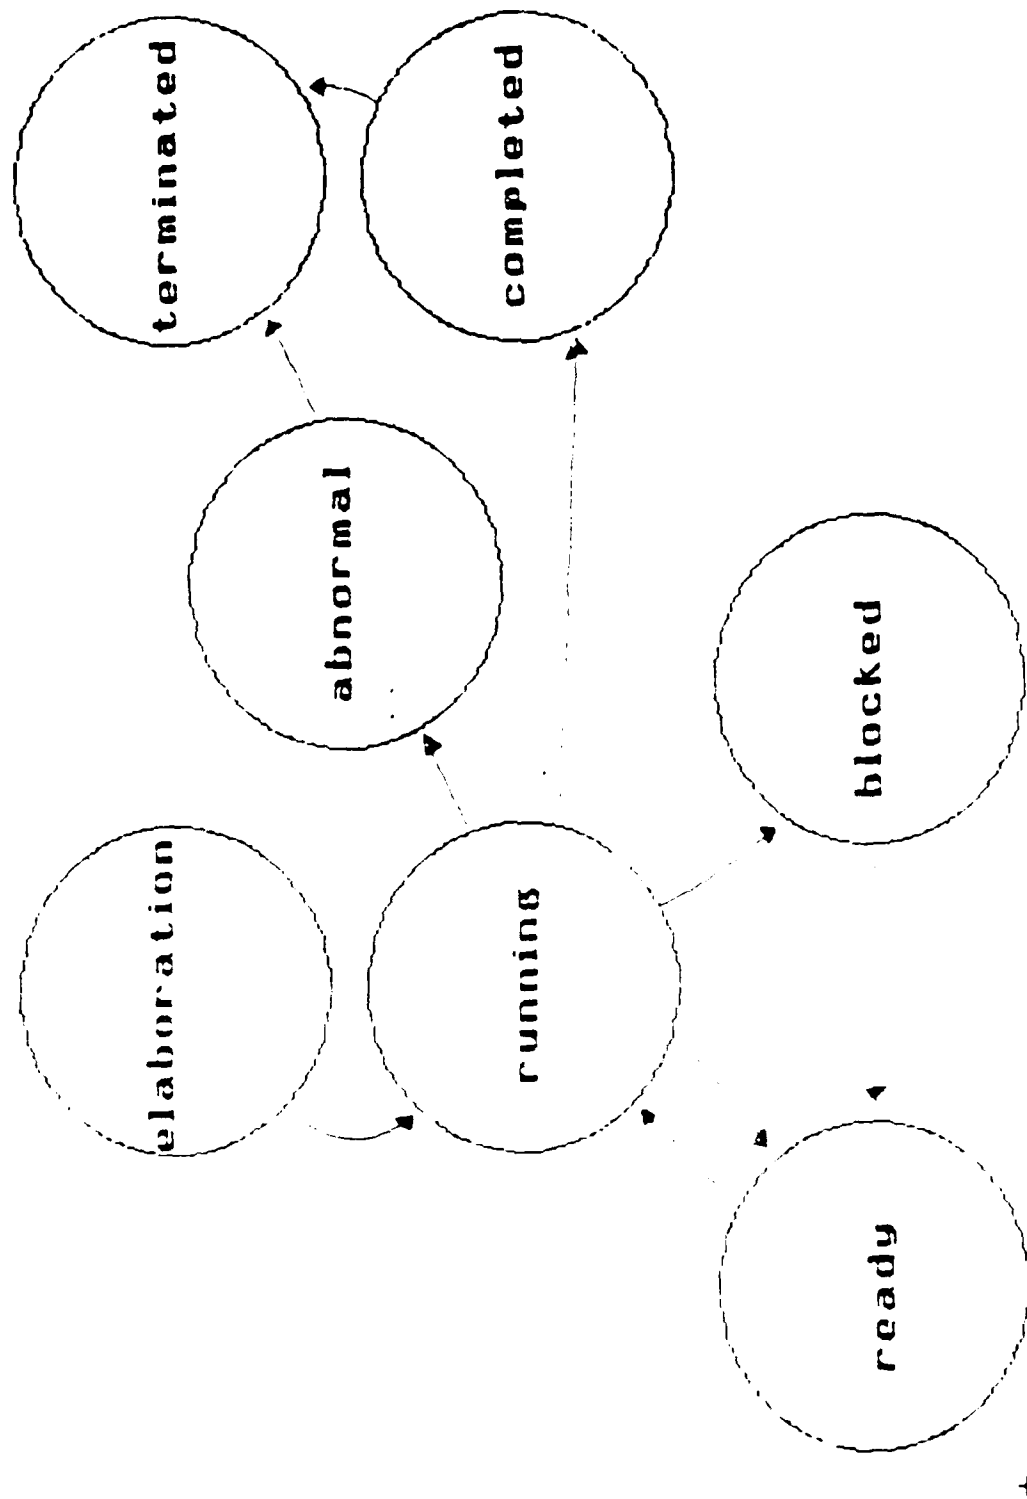 elaboration
terminated
abnormal
running
completed
ready
blocked